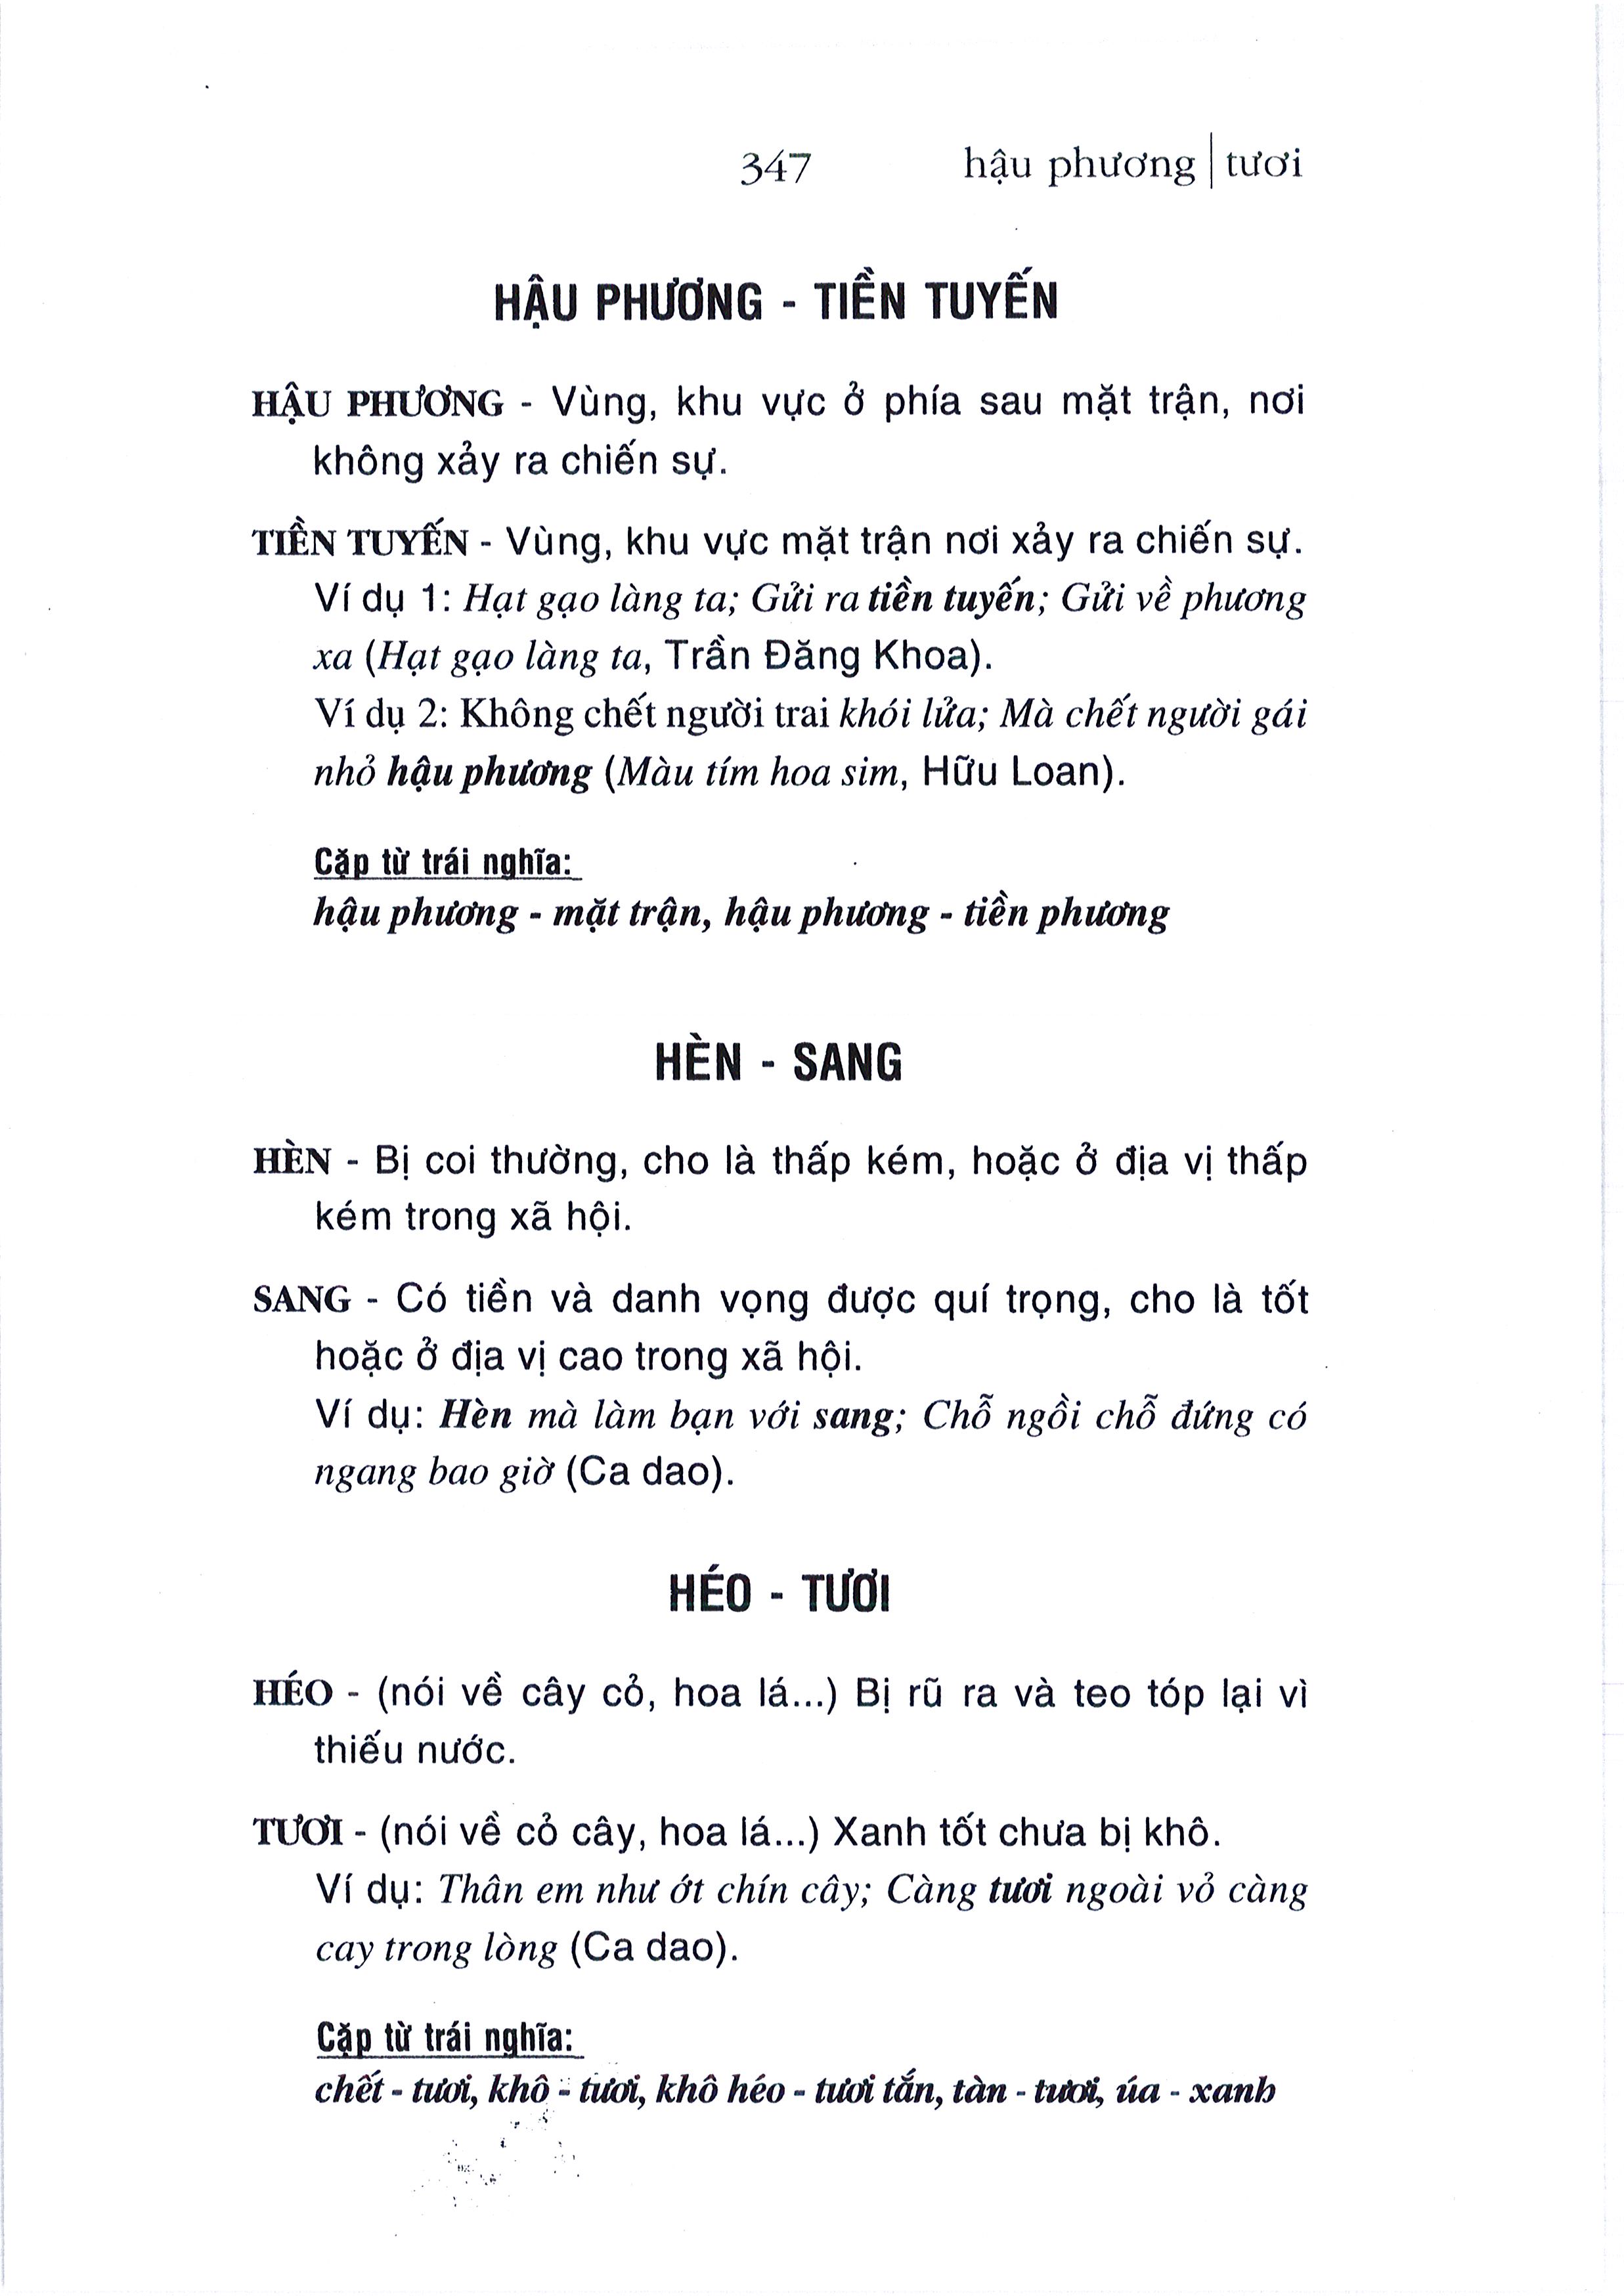 347 hậu phương | tươi
HẬU PHƯƠNG - TIỀN TUYẾN
HẬU PHƯƠNG - Vùng, khu vực ở phía sau mặt trận, nơi
không xảy ra chiến sự.
TIỀN TUYẾN - Vùng, khu vực mặt trận nơi xảy ra chiến sự.
Ví dụ 1: Hạt gạo làng ta; Gửi ra tiền tuyến; Gửi về phương
xa (Hạt gạo làng ta, Trần Đăng Khoa).
Ví dụ 2: Không chết người trai khói lửa; Mà chết người gái
nhỏ hậu phương (Màu tím hoa sim, Hữu Loan).
Cặp từ trái nghĩa:
hậu phương - mặt trận, hậu phương - tiền phương
HÈN - SANG
HÈN - Bị coi thường, cho là thấp kém, hoặc ở địa vị thấp
kém trong xã hội.
SANG - Có tiền và danh vọng được quí trọng, cho là tốt
hoặc ở địa vị cao trong xã hội.
Ví dụ: Hèn mà làm bạn với sang; Chỗ ngồi chỗ đứng có
ngang bao giờ (Ca dao).
HÉO - TƯƠI
HÉO - (nói về cây cỏ, hoa lá...) Bị rũ ra và teo tóp lại vì
thiếu nước.
TƯƠI - (nói về cỏ cây, hoa lá...) Xanh tốt chưa bị khô.
Ví dụ: Thân em như ớt chín cây; Càng tươi ngoài vỏ càng
cay trong lòng (Ca dao).
Cặp từ trái nghĩa:
chết - tươi, khô - tươi, khô héo - tươi tắn, tàn - tươi, úa - xanh